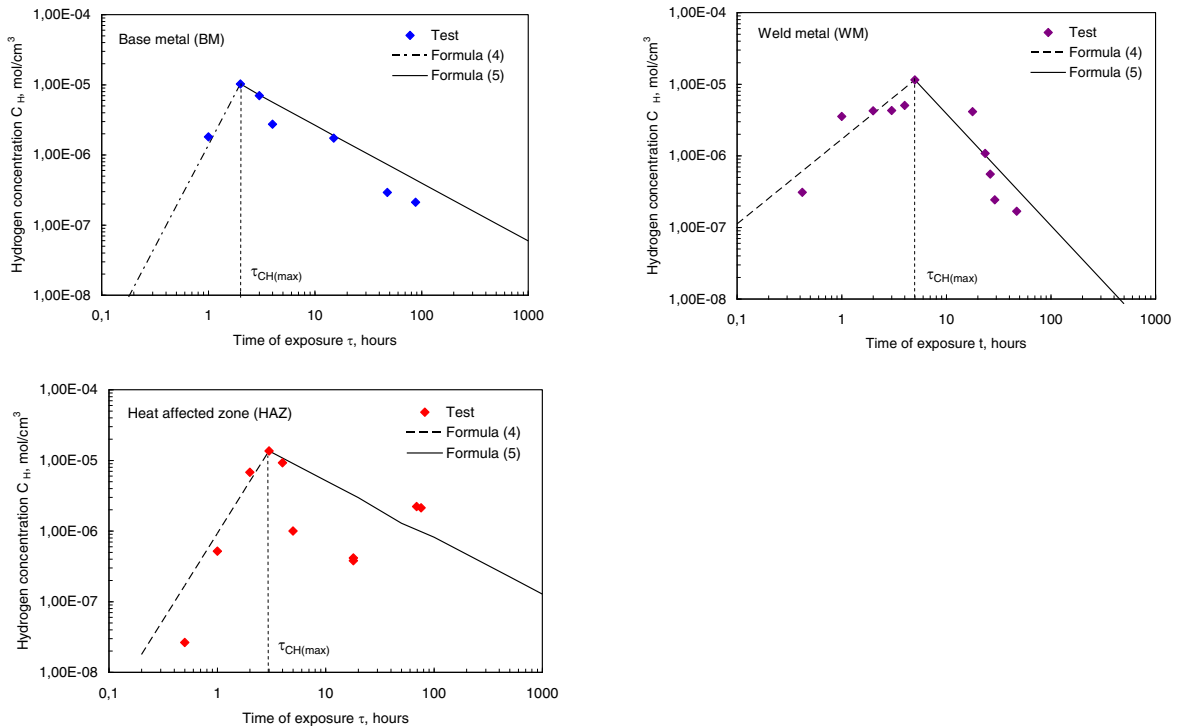 1,00E-04
1,00E-05
1,00E-06
1,00E-07
1,00E-08
Hydrogen concentration C H, mol/cm3
Base metal (BM)
Test
Formula (4)
Formula (5)
τCH(max)
0,1 1 10 100 1000
Time of exposure τ, hours
1,00E-04
1,00E-05
1,00E-06
1,00E-07
1,00E-08
Hydrogen concentration C H, mol/cm3
Weld metal (WM)
Test
Formula (4)
Formula (5)
τCH(max)
0,1 1 10 100 1000
Time of exposure t, hours
1,00E-04
1,00E-05
1,00E-06
1,00E-07
1,00E-08
Hydrogen concentration C H, mol/cm3
Heat affected zone (HAZ)
Test
Formula (4)
Formula (5)
τCH(max)
0,1 1 10 100 1000
Time of exposure τ, hours